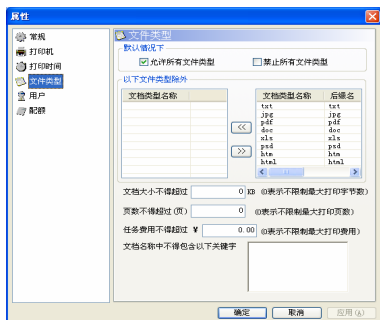 属性
常规
打印机
打印时间
文件类型
用户
配额
文件类型
默认情况下
允许所有文件类型 禁止所有文件类型
以下文件类型除外
文档类型名称
文档类型名称 后缀名
txt txt
jpg jpg
pdf pdf
doc doc
xls xls
psd psd
htm htm
html html
<<
>>
文档大小不得超过 0 KB (0表示不限制最大打印字节数)
页数不得超过(页) 0 (0表示不限制最大打印页数)
任务费用不得超过 ¥ 0.00 (0表示不限制最大打印费用)
文档名称中不得包含以下关键字
确定 取消 应用(A)